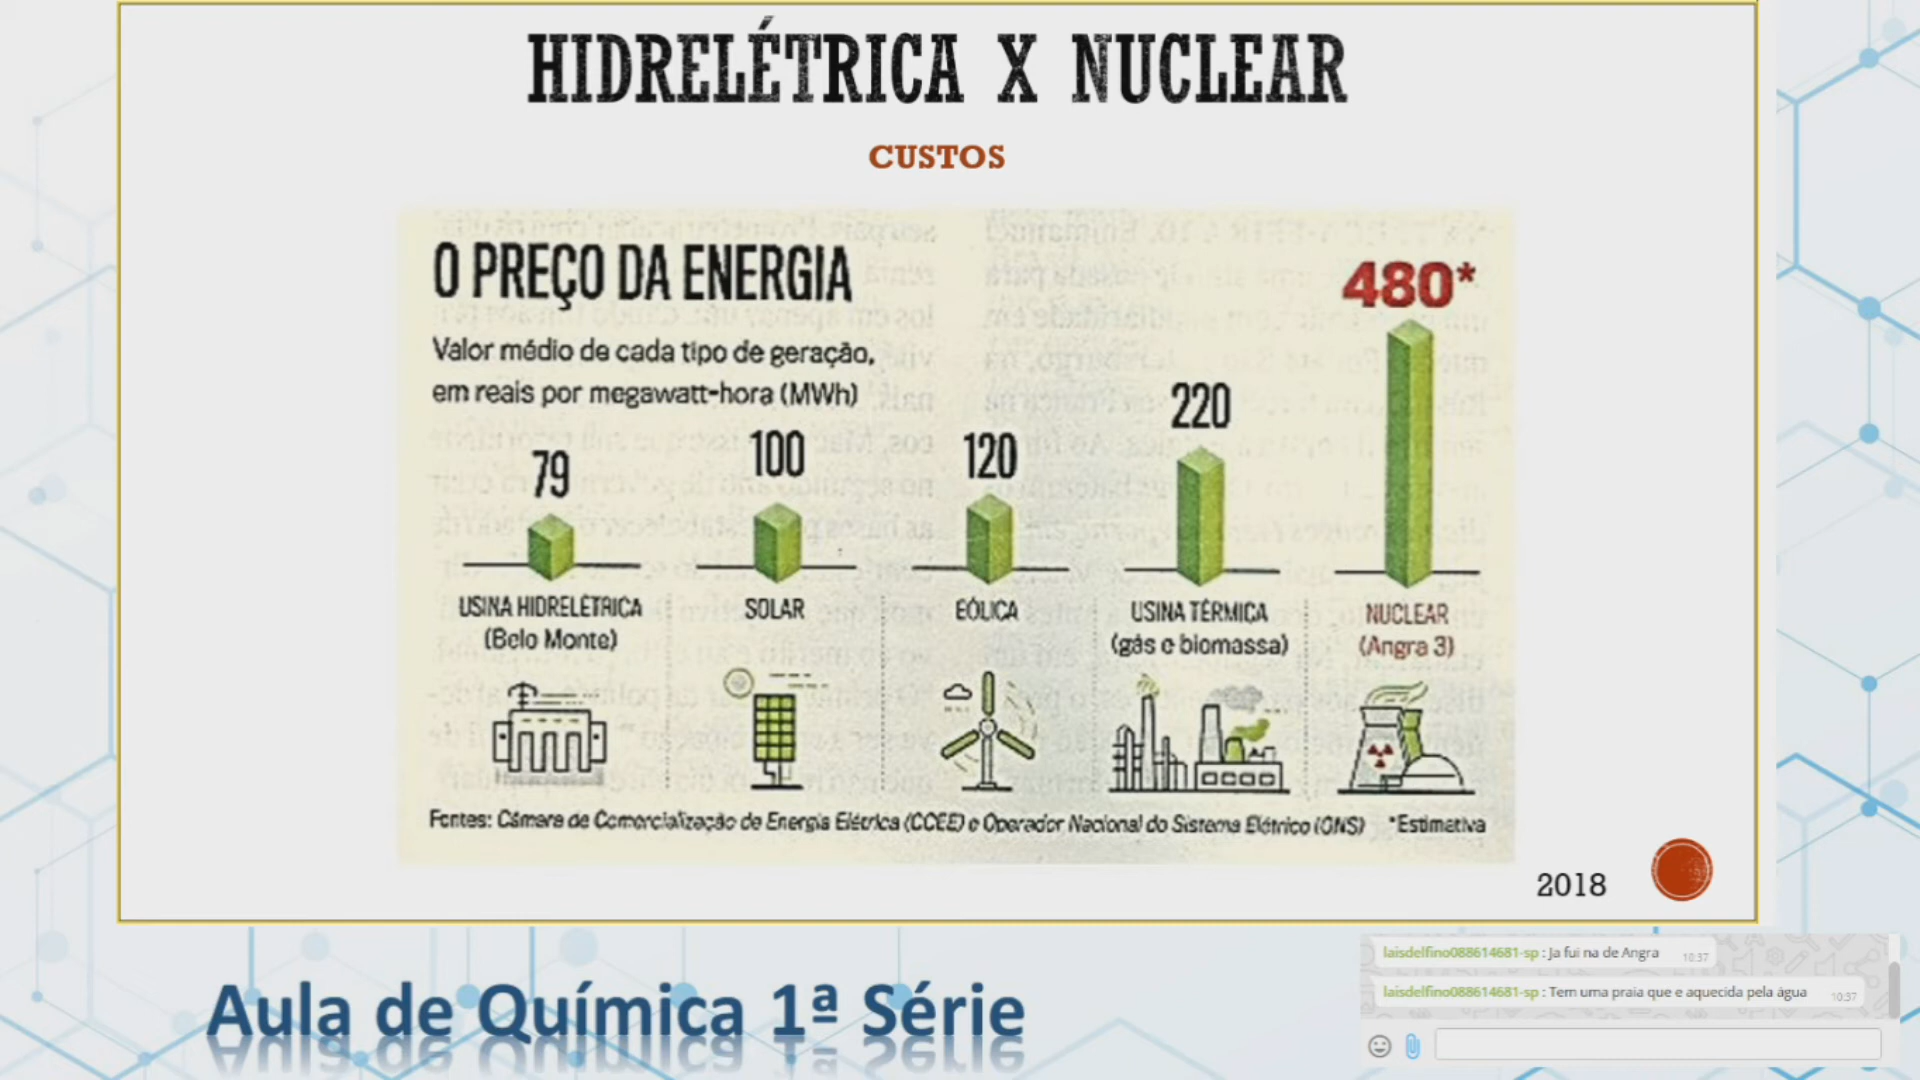 HIDRELÉTRICA X NUCLEAR
CUSTOS
O PREÇO DA ENERGIA
Valor médio de cada tipo de geração,
em reais por megawatt-hora (MWh)
79
100
120
220
480*
USINA HIDRELÉTRICA
(Belo Monte)
SOLAR
EÓLICA
USINA TÉRMICA
(gás e biomassa)
NUCLEAR
(Angra 3)
Fontes: Câmara de Comercialização de Energia Elétrica (CCEE) e Operador Nacional do Sistema Elétrico (ONS) *Estimativa
2018
Aula de Química 1ª Série
laisdelfino088614681-sp : Ja fui na de Angra 10:37
laisdelfino088614681-sp : Tem uma praia que e aquecida pela água 10:37